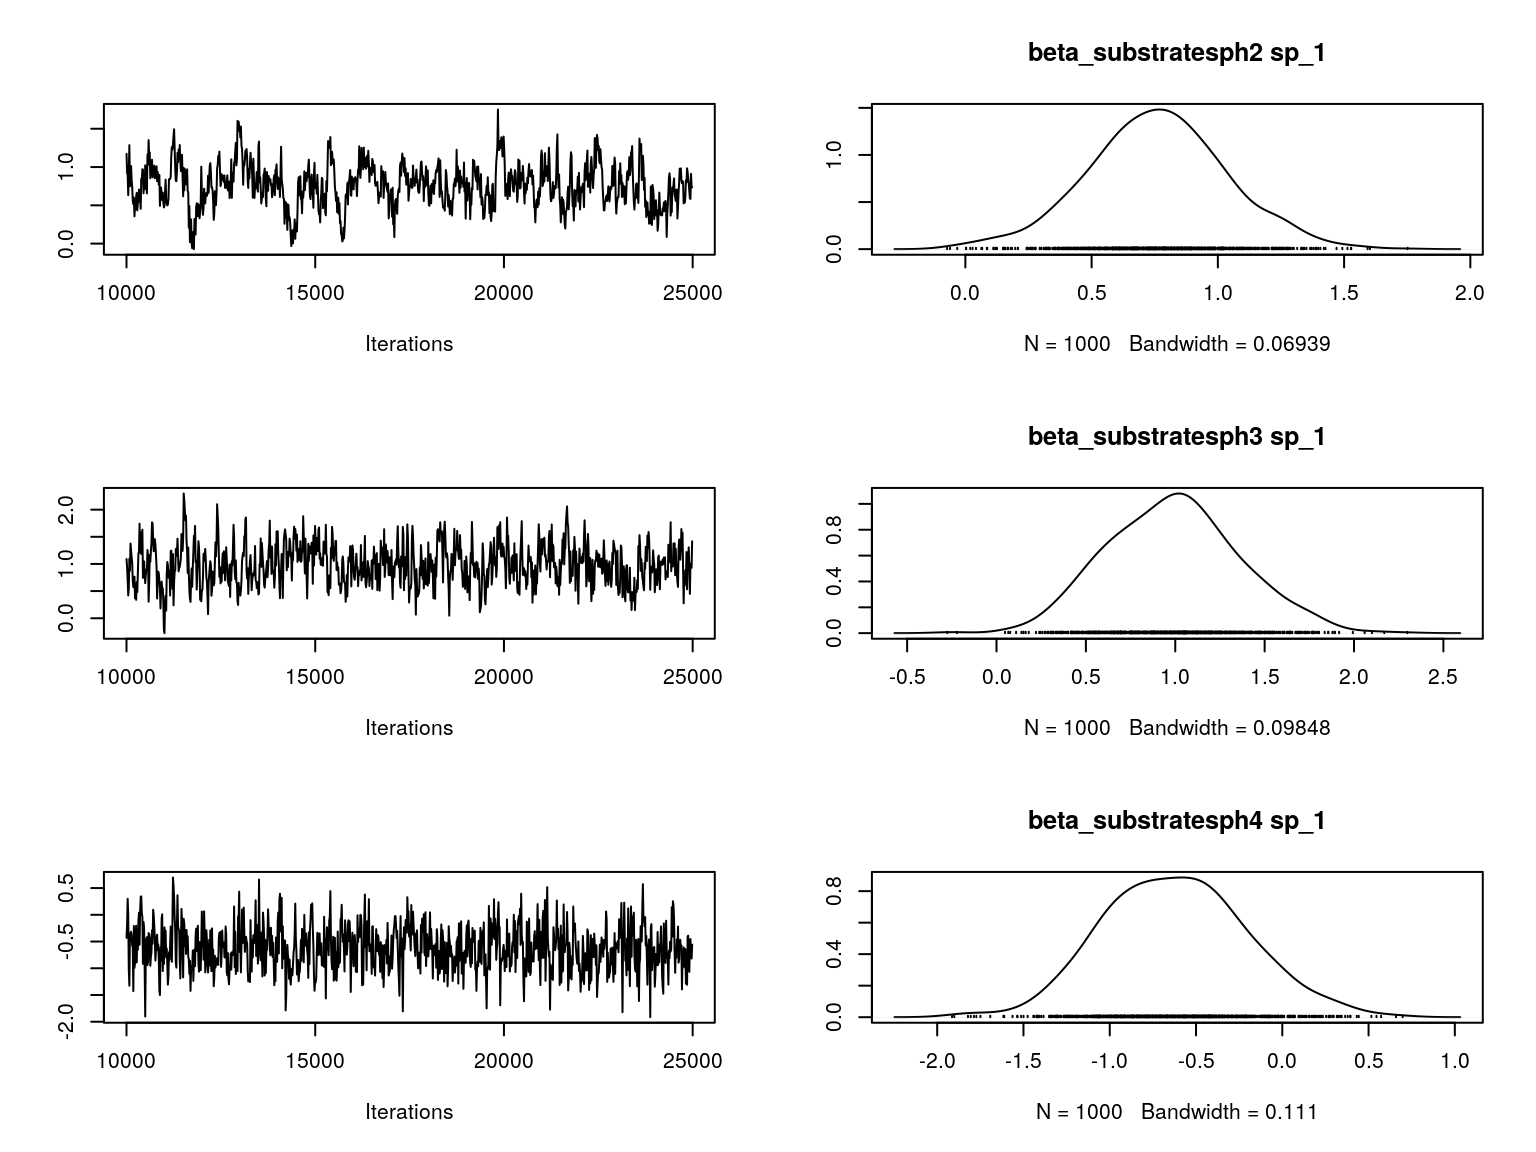 beta_substratesph2 sp_1
0.0 1.0
10000 15000 20000 25000
Iterations
0.0 1.0
0.0 0.5 1.0 1.5 2.0
N = 1000 Bandwidth = 0.06939
beta_substratesph3 sp_1
0.0 1.0 2.0
10000 15000 20000 25000
Iterations
0.0 0.4 0.8
-0.5 0.0 0.5 1.0 1.5 2.0 2.5
N = 1000 Bandwidth = 0.09848
beta_substratesph4 sp_1
-2.0 -0.5 0.5
10000 15000 20000 25000
Iterations
0.0 0.4 0.8
-2.0 -1.5 -1.0 -0.5 0.0 0.5 1.0
N = 1000 Bandwidth = 0.111